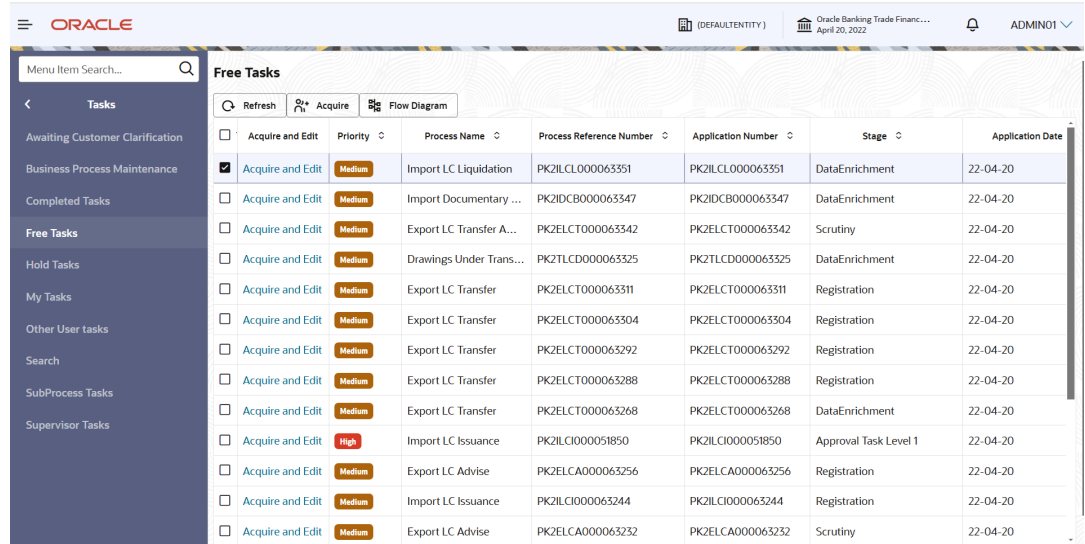 ORACLE
(DEFAULTENTITY)
Oracle Banking Trade Financ...
April 20, 2022
ADMIN01
Menu Item Search...
Tasks
Awaiting Customer Clarification
Business Process Maintenance
Completed Tasks
Free Tasks
Hold Tasks
My Tasks
Other User tasks
Search
SubProcess Tasks
Supervisor Tasks
Free Tasks
Refresh Acquire Flow Diagram
Acquire and Edit Priority Process Name Process Reference Number Application Number Stage Application Date
Acquire and Edit Medium Import LC Liquidation PK2ILCL000063351 PK2ILCL000063351 DataEnrichment 22-04-20
Acquire and Edit Medium Import Documentary ... PK2IDCB000063347 PK2IDCB000063347 DataEnrichment 22-04-20
Acquire and Edit Medium Export LC Transfer A... PK2ELCT000063342 PK2ELCT000063342 Scrutiny 22-04-20
Acquire and Edit Medium Drawings Under Trans... PK2TLCD000063325 PK2TLCD000063325 DataEnrichment 22-04-20
Acquire and Edit Medium Export LC Transfer PK2ELCT000063311 PK2ELCT000063311 Registration 22-04-20
Acquire and Edit Medium Export LC Transfer PK2ELCT000063304 PK2ELCT000063304 Registration 22-04-20
Acquire and Edit Medium Export LC Transfer PK2ELCT000063292 PK2ELCT000063292 Registration 22-04-20
Acquire and Edit Medium Export LC Transfer PK2ELCT000063288 PK2ELCT000063288 Registration 22-04-20
Acquire and Edit Medium Export LC Transfer PK2ELCT000063268 PK2ELCT000063268 DataEnrichment 22-04-20
Acquire and Edit High Import LC Issuance PK2ILCI000051850 PK2ILCI000051850 Approval Task Level 1 22-04-20
Acquire and Edit Medium Export LC Advise PK2ELCA000063256 PK2ELCA000063256 Registration 22-04-20
Acquire and Edit Medium Import LC Issuance PK2ILCI000063244 PK2ILCI000063244 Registration 22-04-20
Acquire and Edit Medium Export LC Advise PK2ELCA000063232 PK2ELCA000063232 Scrutiny 22-04-20